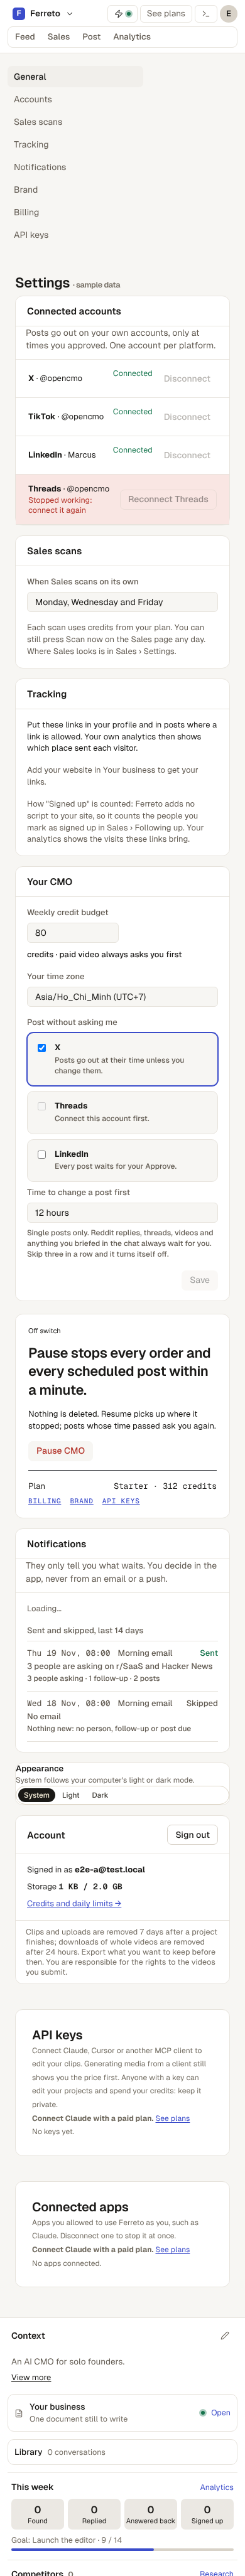 F Ferreto See plans E
Feed Sales Post Analytics
General
Accounts
Sales scans
Tracking
Notifications
Brand
Billing
API keys
Settings · sample data
Connected accounts
Posts go out on your own accounts, only at
times you approved. One account per platform.
X · @opencmo Connected Disconnect
TikTok · @opencmo Connected Disconnect
LinkedIn · Marcus Connected Disconnect
Threads · @opencmo
Stopped working:
connect it again
Reconnect Threads
Sales scans
When Sales scans on its own
Monday, Wednesday and Friday
Each scan uses credits from your plan. You can
still press Scan now on the Sales page any day.
Where Sales looks is in Sales › Settings.
Tracking
Put these links in your profile and in posts where a
link is allowed. Your own analytics then shows
which post sent each visitor.
Add your website in Your business to get your
links.
How "Signed up" is counted: Ferreto adds no
script to your site, so it counts the people you
mark as signed up in Sales › Following up. Your
analytics shows the visits these links bring.
Your CMO
Weekly credit budget
80
credits · paid video always asks you first
Your time zone
Asia/Ho_Chi_Minh (UTC+7)
Post without asking me
X
Posts go out at their time unless you
change them.
Threads
Connect this account first.
LinkedIn
Every post waits for your Approve.
Time to change a post first
12 hours
Single posts only. Reddit replies, threads, videos and
anything you briefed in the chat always wait for you.
Skip three in a row and it turns itself off.
Save
Off switch
Pause stops every order and
every scheduled post within
a minute.
Nothing is deleted. Resume picks up where it
stopped; posts whose time passed ask you again.
Pause CMO
Plan Starter · 312 credits
BILLING BRAND API KEYS
Notifications
They only tell you what waits. You decide in the
app, never from an email or a push.
Loading…
Sent and skipped, last 14 days
Thu 19 Nov, 08:00 Morning email Sent
3 people are asking on r/SaaS and Hacker News
3 people asking · 1 follow-up · 2 posts
Wed 18 Nov, 08:00 Morning email Skipped
No email
Nothing new: no person, follow-up or post due
Appearance
System follows your computer's light or dark mode.
System Light Dark
Account Sign out
Signed in as e2e-a@test.local
Storage 1 KB / 2.0 GB
Credits and daily limits →
Clips and uploads are removed 7 days after a project
finishes; downloads of whole videos are removed
after 24 hours. Export what you want to keep before
then. You are responsible for the rights to the videos
you submit.
API keys
Connect Claude, Cursor or another MCP client to
edit your clips. Generating media from a client still
shows you the price first. Anyone with a key can
edit your projects and spend your credits: keep it
private.
Connect Claude with a paid plan. See plans
No keys yet.
Connected apps
Apps you allowed to use Ferreto as you, such as
Claude. Disconnect one to stop it at once.
Connect Claude with a paid plan. See plans
No apps connected.
Context
An AI CMO for solo founders.
View more
Your business
One document still to write
Open
Library 0 conversations
This week Analytics
0 0 0 0
Found Replied Answered back Signed up
Goal: Launch the editor · 9 / 14
Competitors 0 Research